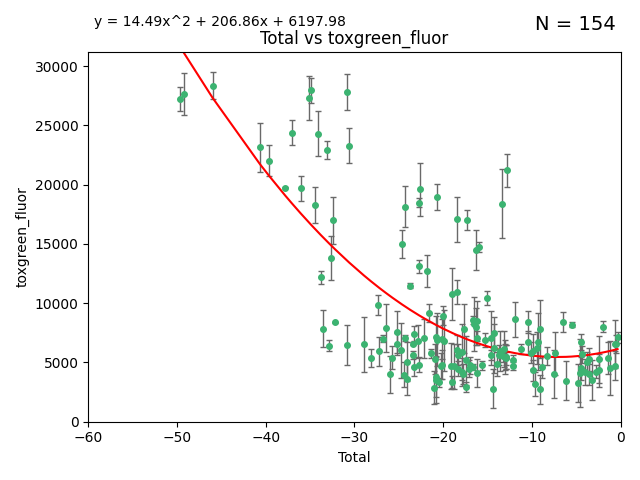 y = 14.49x^2 + 206.86x + 6197.98
N = 154
Total vs toxgreen_fluor
toxgreen_fluor
30000
25000
20000
15000
10000
5000
0
−60
−50
−40
−30
−20
−10
0
Total